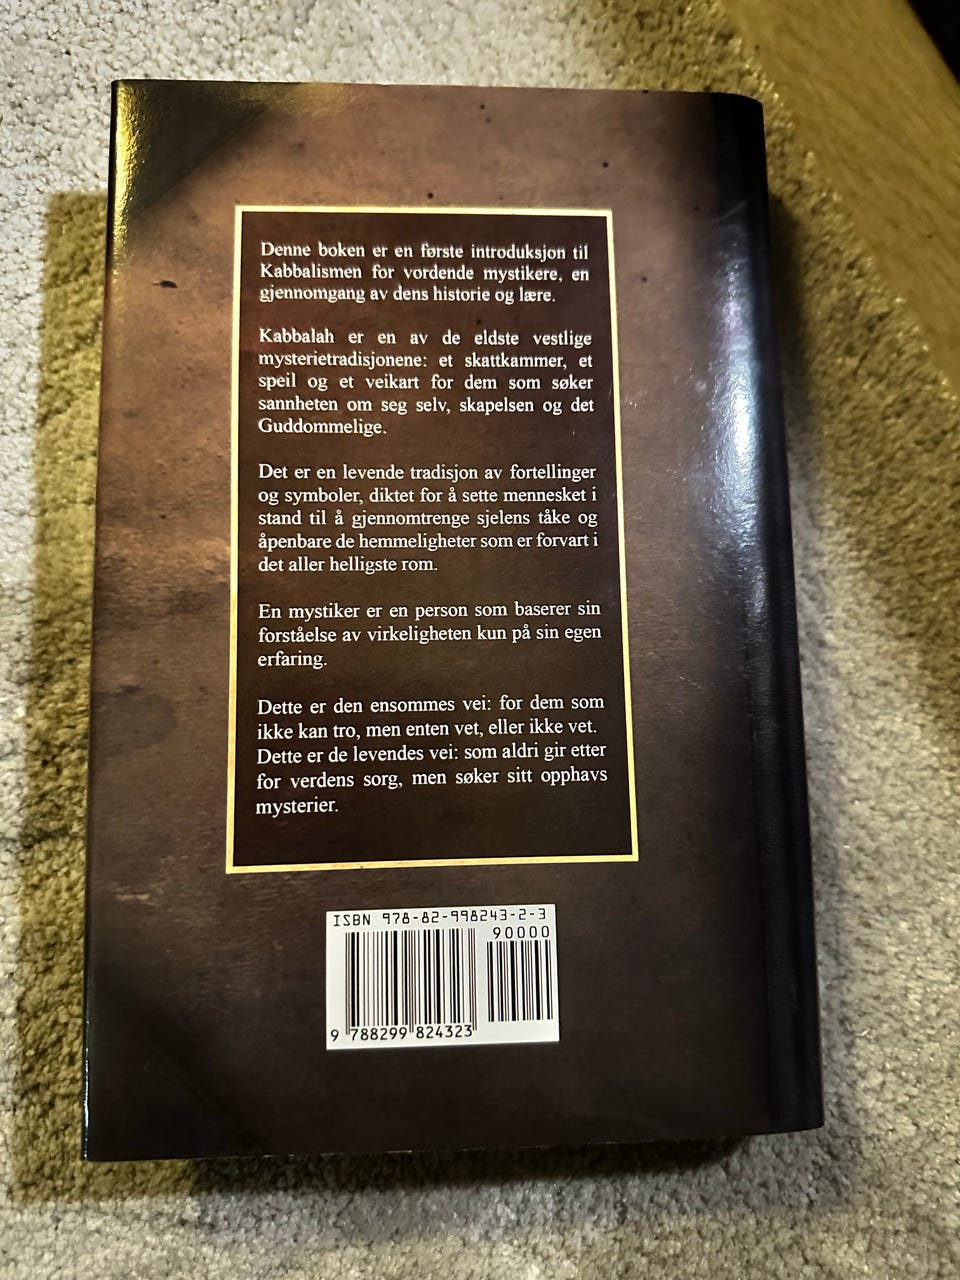 Denne boken er en første introduksjon til
Kabbalismen for vordende mystikere, en
gjennomgang av dens historie og lære.
Kabbalah er en av de eldste vestlige
mysterietradisjonene: et skattkammer, et
speil og et veikart for dem som søker
sannheten om seg selv, skapelsen og det
Guddommelige.
Det er en levende tradisjon av fortellinger
og symboler, diktet for å sette mennesket i
stand til å gjennomtrenge sjelens tåke og
åpenbare de hemmeligheter som er forvart i
det aller helligste rom.
En mystiker er en person som baserer sin
forståelse av virkeligheten kun på sin egen
erfaring.
Dette er den ensommes vei: for dem som
ikke kan tro, men enten vet, eller ikke vet.
Dette er de levendes vei: som aldri gir etter
for verdens sorg, men søker sitt opphavs
mysterier.
ISBN 978-82-998243-2-3
90000
9 788299 824323